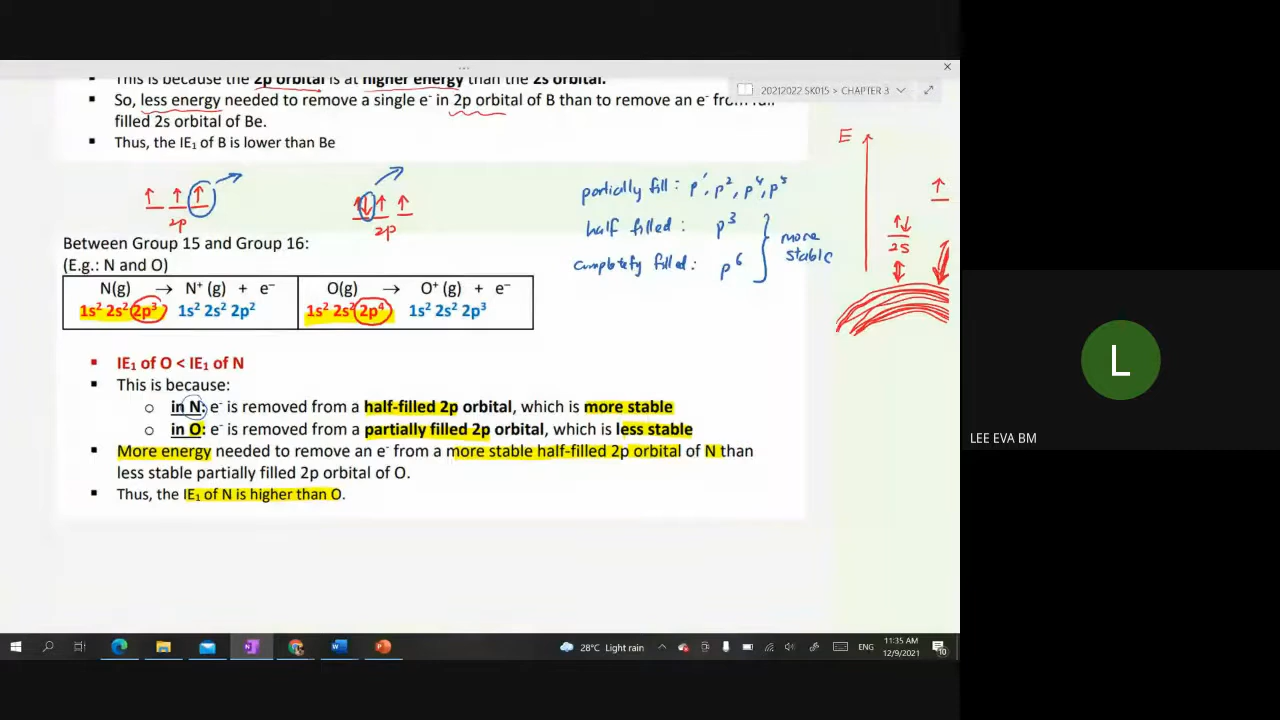 This is because the 2p orbital is at higher energy than the 2s orbital.
20212022 SK015 > CHAPTER 3
So, less energy needed to remove a single e⁻ in 2p orbital of B than to remove an e⁻ from full
filled 2s orbital of Be.
Thus, the IE₁ of B is lower than Be
E
2p
2p
partially fill : p¹, p², p⁴, p⁵
half filled : p³
completely filled : p⁶
more
stable
2s
Between Group 15 and Group 16:
(E.g.: N and O)
N(g) → N⁺ (g) + e⁻
1s² 2s² 2p³ 1s² 2s² 2p²
O(g) → O⁺ (g) + e⁻
1s² 2s² 2p⁴ 1s² 2s² 2p³
IE₁ of O < IE₁ of N
This is because:
in N: e⁻ is removed from a half-filled 2p orbital, which is more stable
in O: e⁻ is removed from a partially filled 2p orbital, which is less stable
More energy needed to remove an e⁻ from a more stable half-filled 2p orbital of N than
less stable partially filled 2p orbital of O.
Thus, the IE₁ of N is higher than O.
L
LEE EVA BM
28°C Light rain
ENG
11:35 AM
12/9/2021
10